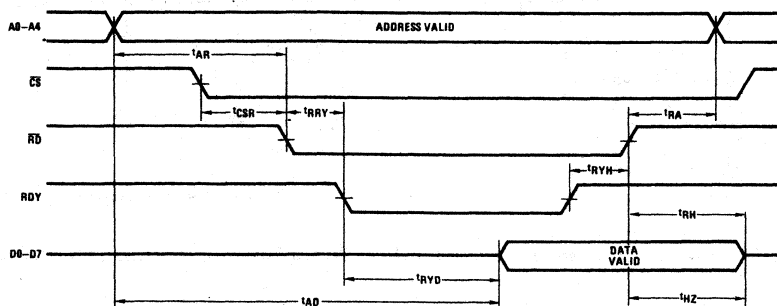 A0–A4
ADDRESS VALID
tAR
CS
tCSR
tRRY
tRA
RD
tRYH
RDY
tRH
D0–D7
DATA
VALID
tRYD
tHZ
tAD